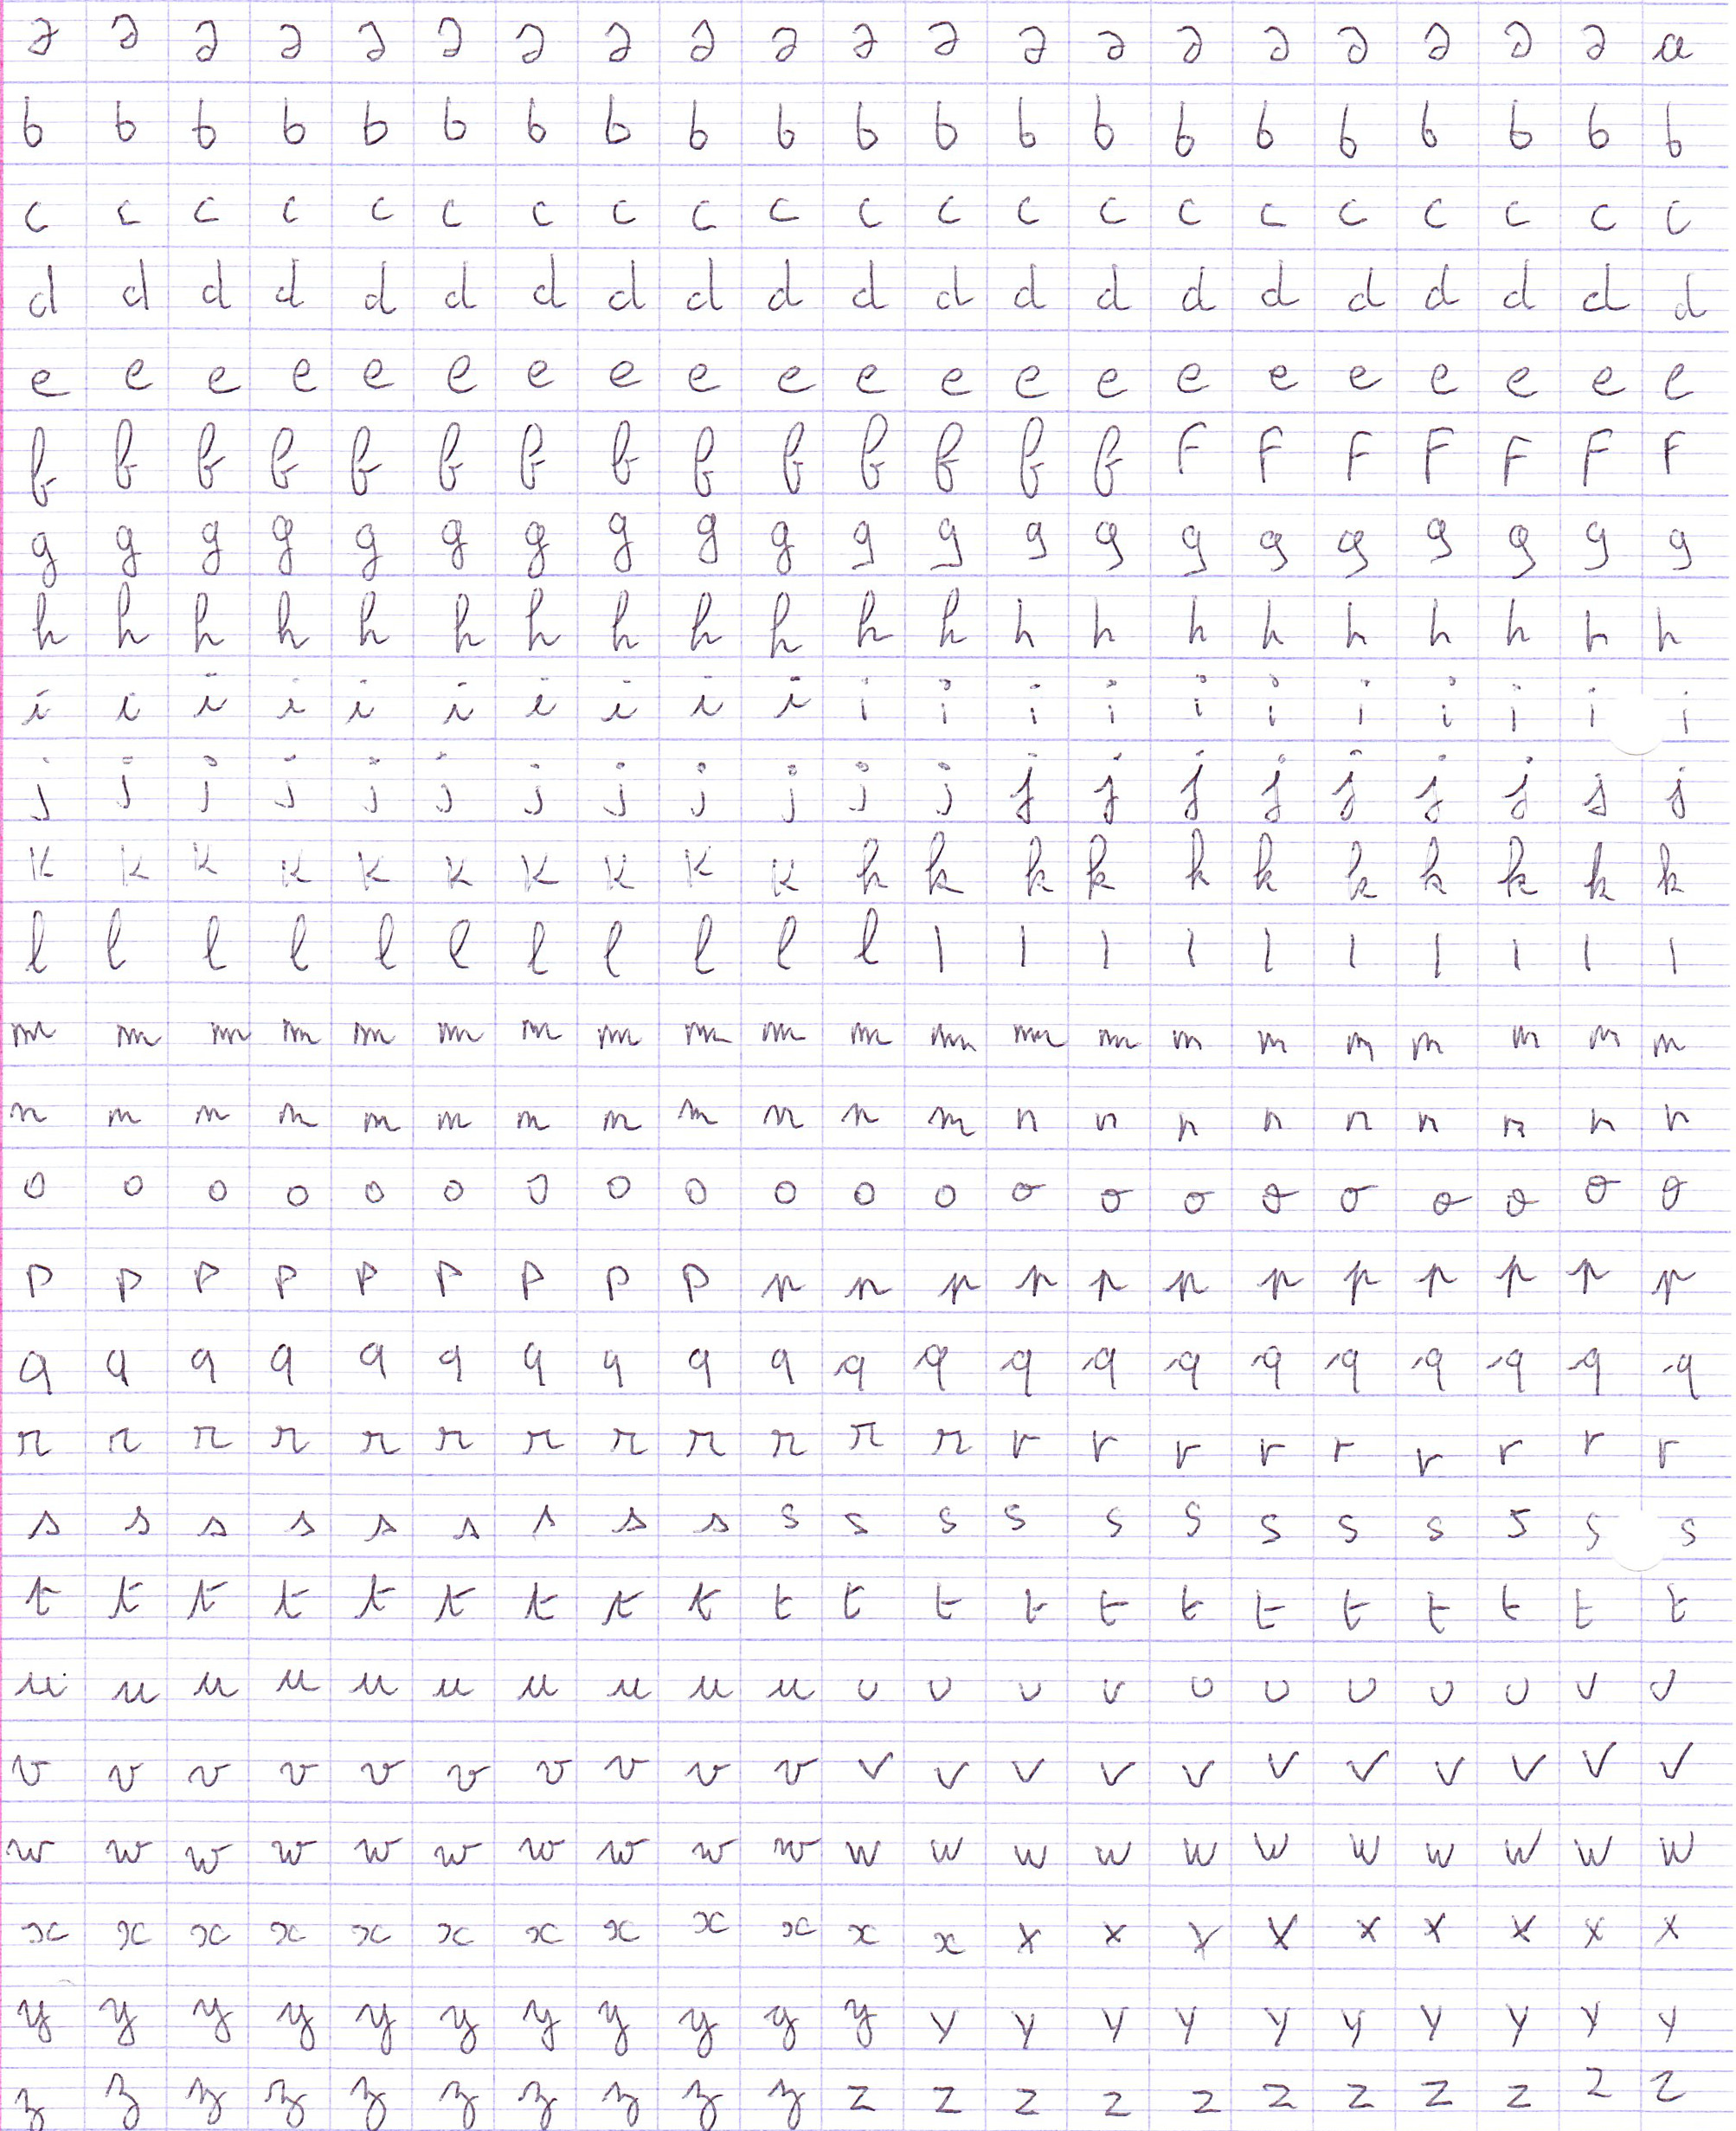 a a a a a a a a a a a a a a a a a a a a a
b b b b b b b b b b b b b b b b b b b b b
c c c c c c c c c c c c c c c c c c c c c
d d d d d d d d d d d d d d d d d d d d d
e e e e e e e e e e e e e e e e e e e e e
f f f f f f f f f f f f f f F F F F F F F
g g g g g g g g g g g g g g g g g g g g g
h h h h h h h h h h h h h h h h h h h h h
i i i i i i i i i i i i i i i i i i i i i
j j j j j j j j j j j j j j j j j j j j j
k k k k k k k k k k k k k k k k k k k k k
l l l l l l l l l l l l l l l l l l l l l
m m m m m m m m m m m m m m m m m m m m m
n n n n n n n n n n n n n n n n n n n n n
o o o o o o o o o o o o o o o o o o o o o
p p p p p p p p p p p p p p p p p p p p p
q q q q q q q q q q q q q q q q q q q q q
r r r r r r r r r r r r r r r r r r r r r
s s s s s s s s s s s s s s s s s s s s s
t t t t t t t t t t t t t t t t t t t t t
u u u u u u u u u u u u u u u u u u u u u
v v v v v v v v v v v v v v v v v v v v v
w w w w w w w w w w w w w w w w w w w w w
x x x x x x x x x x x x x x x x x x x x x
y y y y y y y y y y y y y y y y y y y y y
z z z z z z z z z z z z z z z z z z z z z